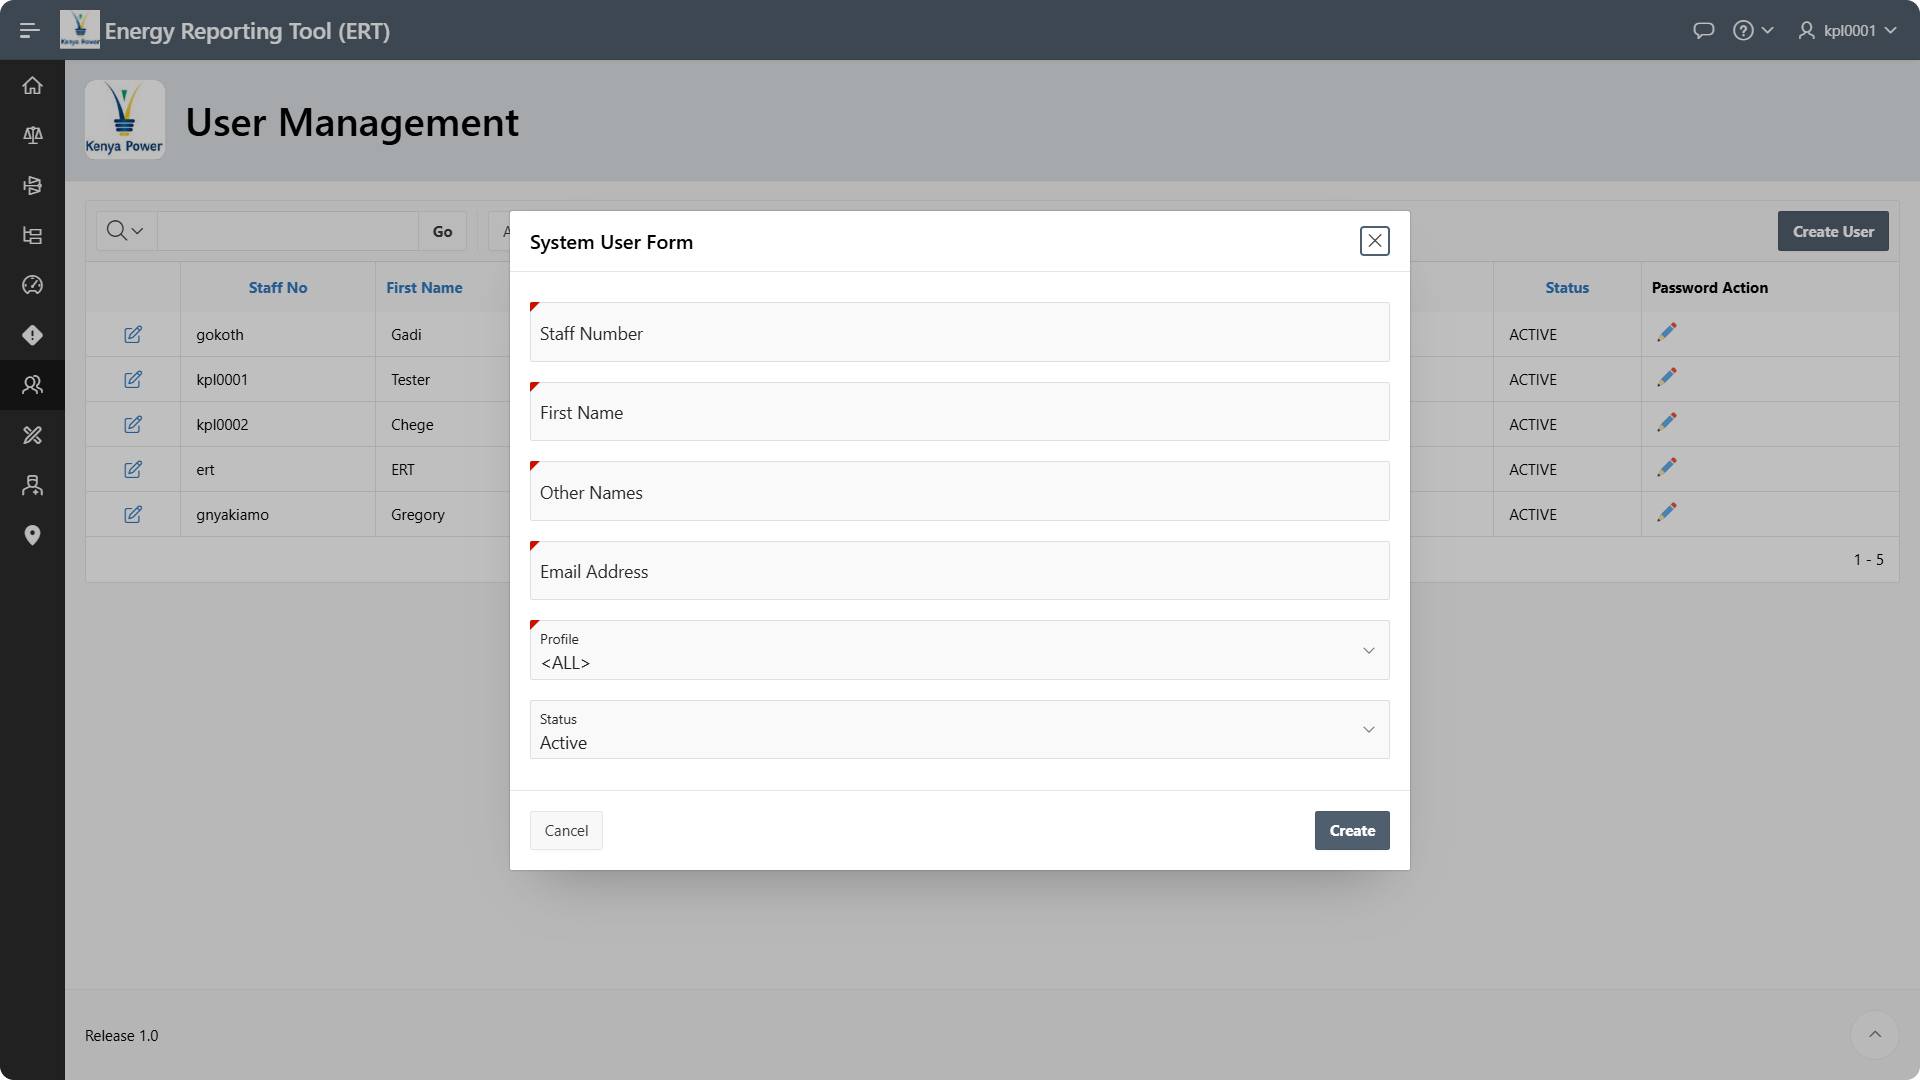 Kenya Power
Energy Reporting Tool (ERT)
kpl0001
Kenya Power
User Management
Go
A
Create User
System User Form
Staff No
First Name
Status
Password Action
gokoth
Gadi
ACTIVE
kpl0001
Tester
ACTIVE
kpl0002
Chege
ACTIVE
ert
ERT
ACTIVE
gnyakiamo
Gregory
ACTIVE
1 - 5
Staff Number
First Name
Other Names
Email Address
Profile
<ALL>
Status
Active
Cancel
Create
Release 1.0